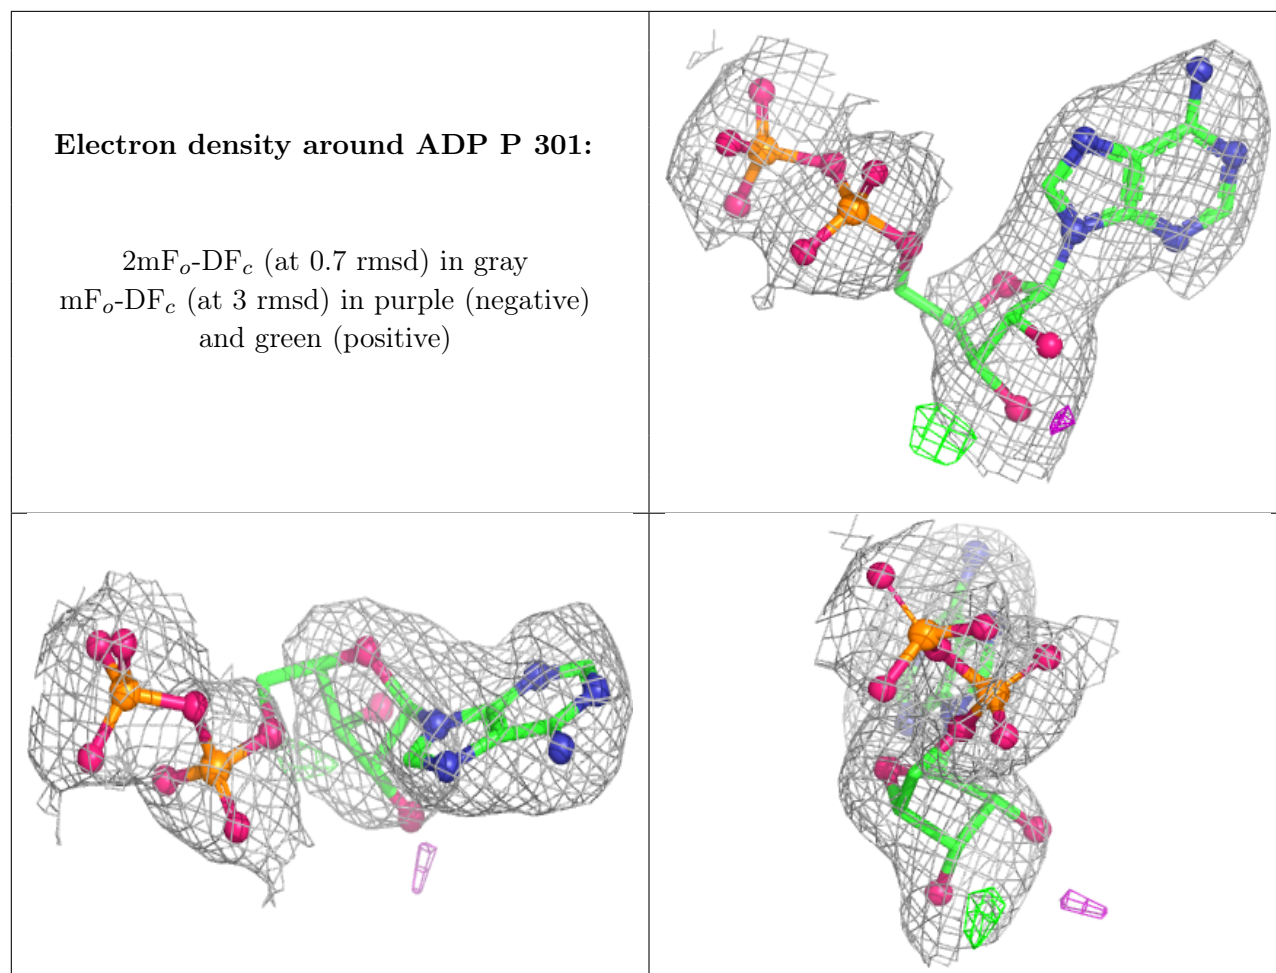 Electron density around ADP P 301:
2mFo-DFc (at 0.7 rmsd) in gray
mFo-DFc (at 3 rmsd) in purple (negative)
and green (positive)